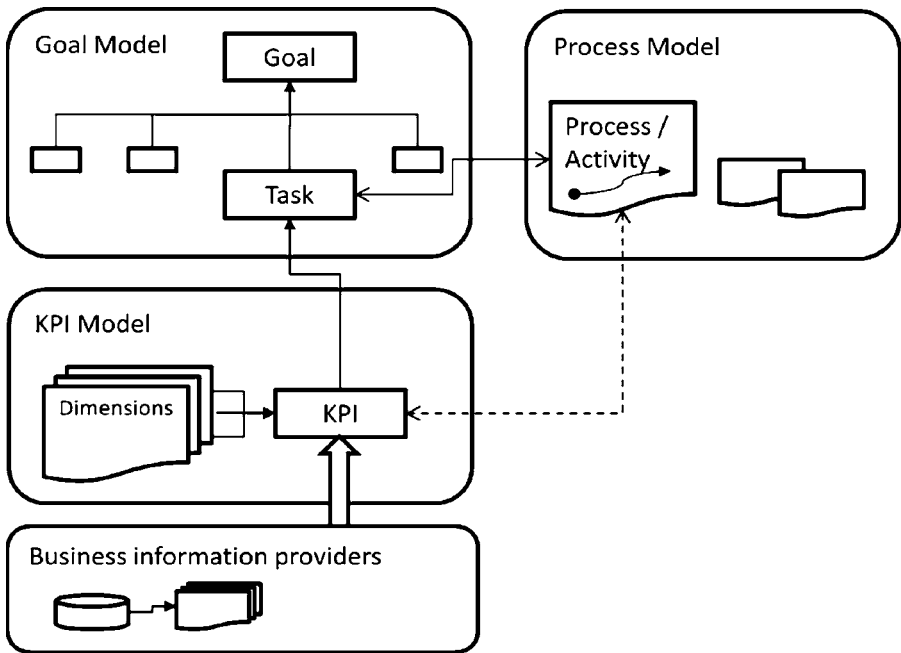 Goal Model
Goal
Task
Process Model
Process /
Activity
KPI Model
Dimensions
KPI
Business information providers